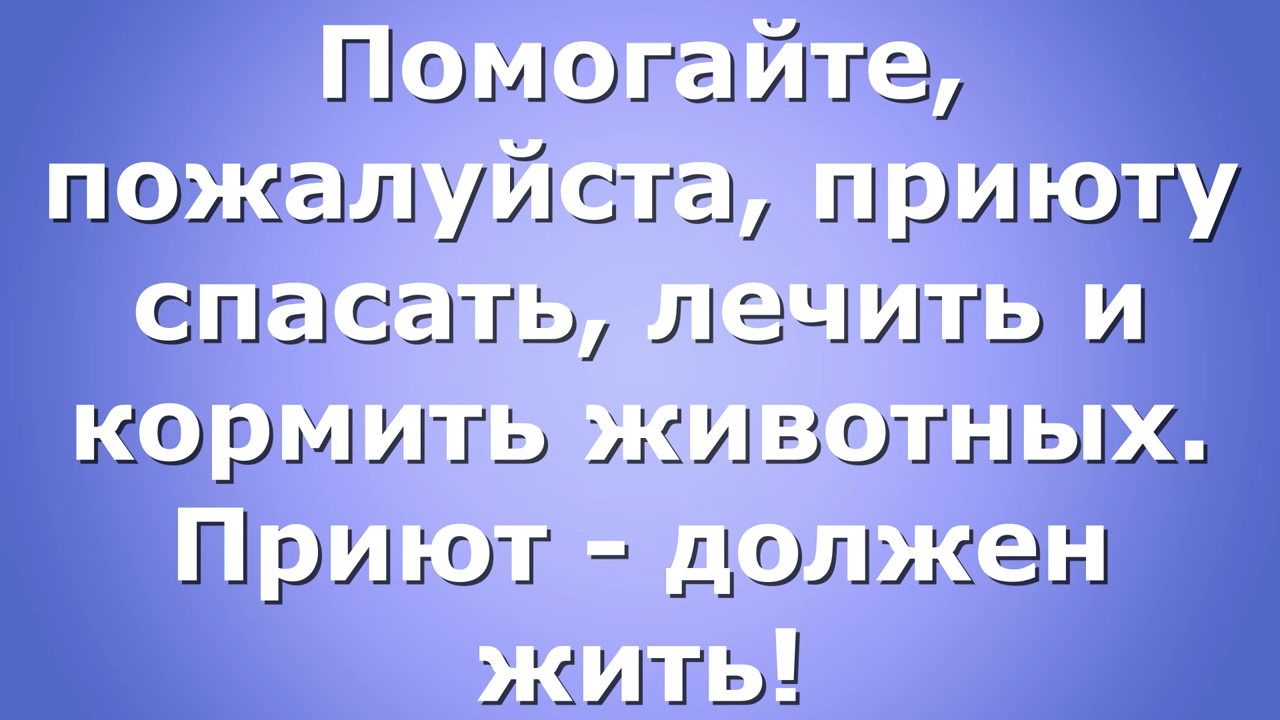 Помогайте,
пожалуйста, приюту
спасать, лечить и
кормить животных.
Приют - должен
жить!